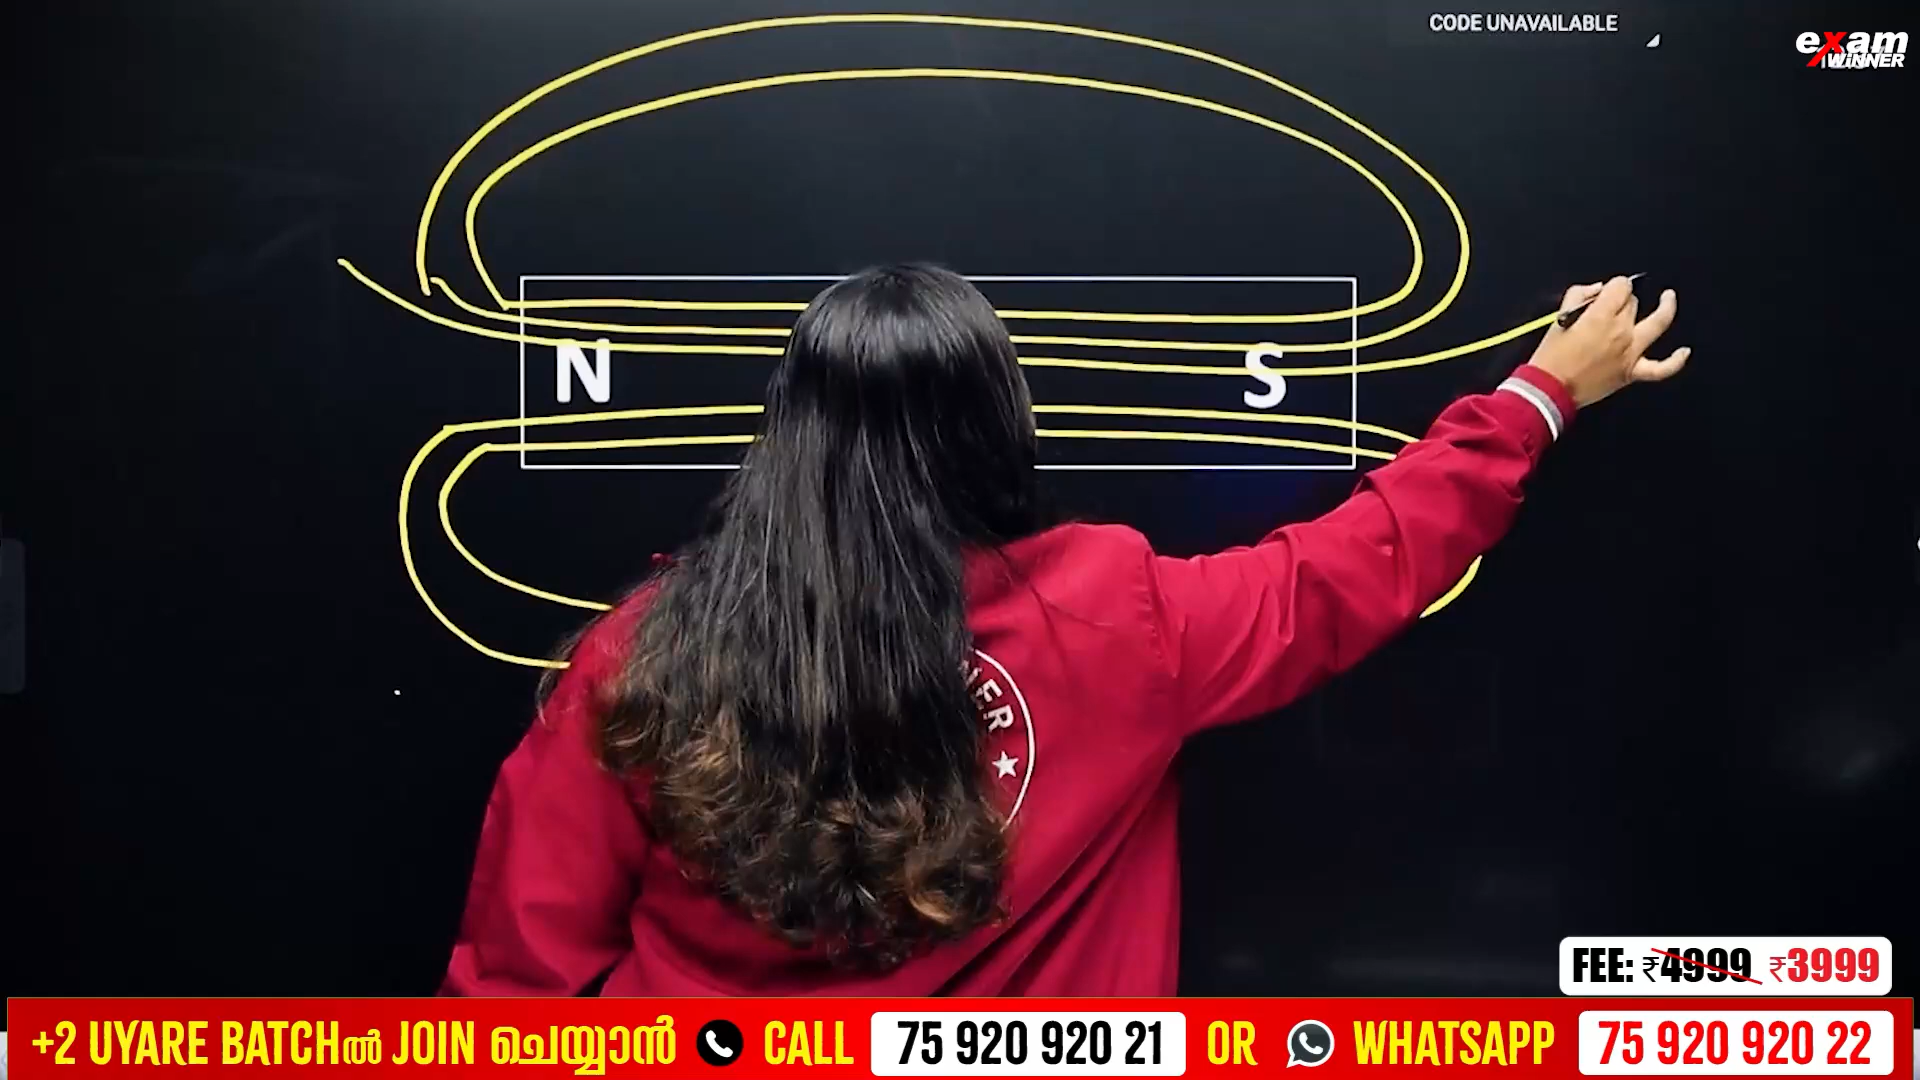 CODE UNAVAILABLE
exam
WINNER
N
S
NER
FEE: ₹4999 ₹3999
+2 UYARE BATCHൽ JOIN ചെയ്യാൻ CALL 75 920 920 21 OR WHATSAPP 75 920 920 22